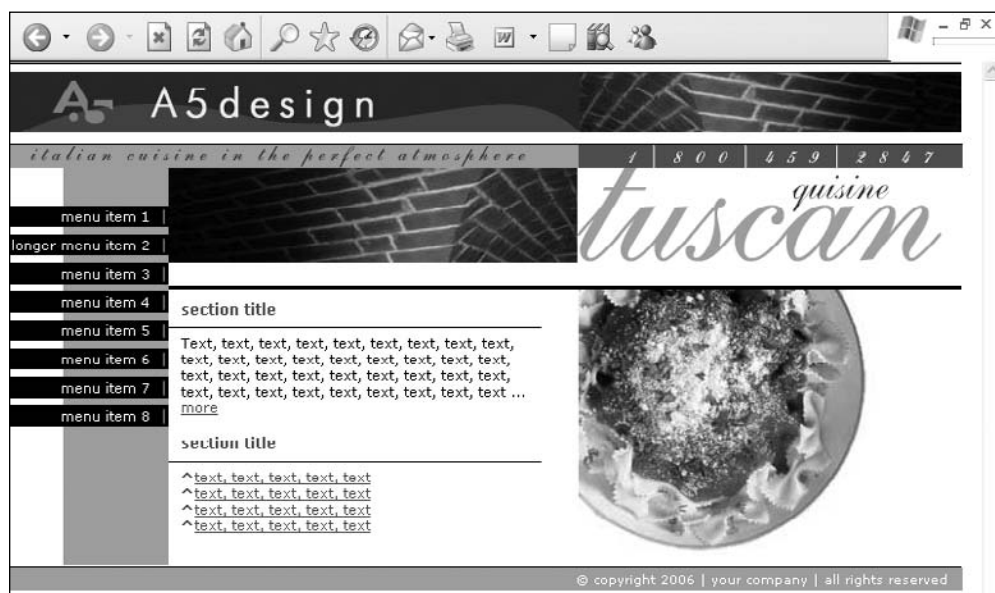 A5design
italian cuisine in the perfect atmosphere
1 | 800 | 459 | 2847
quisine
tuscan
menu item 1 |
longer menu item 2 |
menu item 3 |
menu item 4 |
menu item 5 |
menu item 6 |
menu item 7 |
menu item 8 |
section title
Text, text, text, text, text, text, text, text, text,
text, text, text, text, text, text, text, text, text,
text, text, text, text, text, text, text, text, text,
text, text, text, text, text, text, text, text, text ...
more
section title
^text, text, text, text, text
^text, text, text, text, text
^text, text, text, text, text
^text, text, text, text, text
© copyright 2006 | your company | all rights reserved